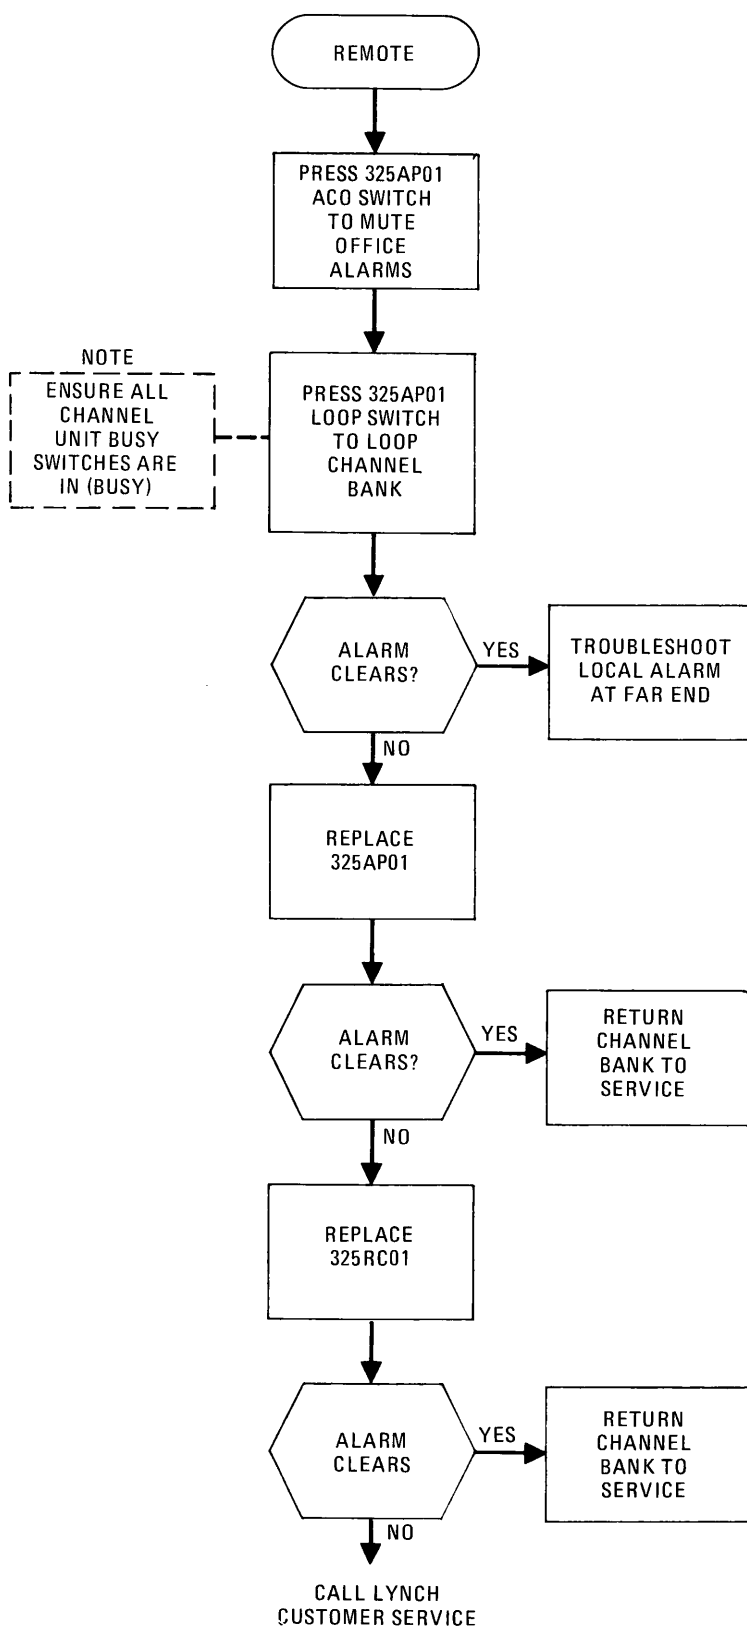 REMOTE
PRESS 325AP01
ACO SWITCH
TO MUTE
OFFICE
ALARMS
NOTE
ENSURE ALL
CHANNEL
UNIT BUSY
SWITCHES ARE
IN (BUSY)
PRESS 325AP01
LOOP SWITCH
TO LOOP
CHANNEL
BANK
ALARM
CLEARS?
YES
TROUBLESHOOT
LOCAL ALARM
AT FAR END
NO
REPLACE
325AP01
ALARM
CLEARS?
YES
RETURN
CHANNEL
BANK TO
SERVICE
NO
REPLACE
325RC01
ALARM
CLEARS
YES
RETURN
CHANNEL
BANK TO
SERVICE
NO
CALL LYNCH
CUSTOMER SERVICE